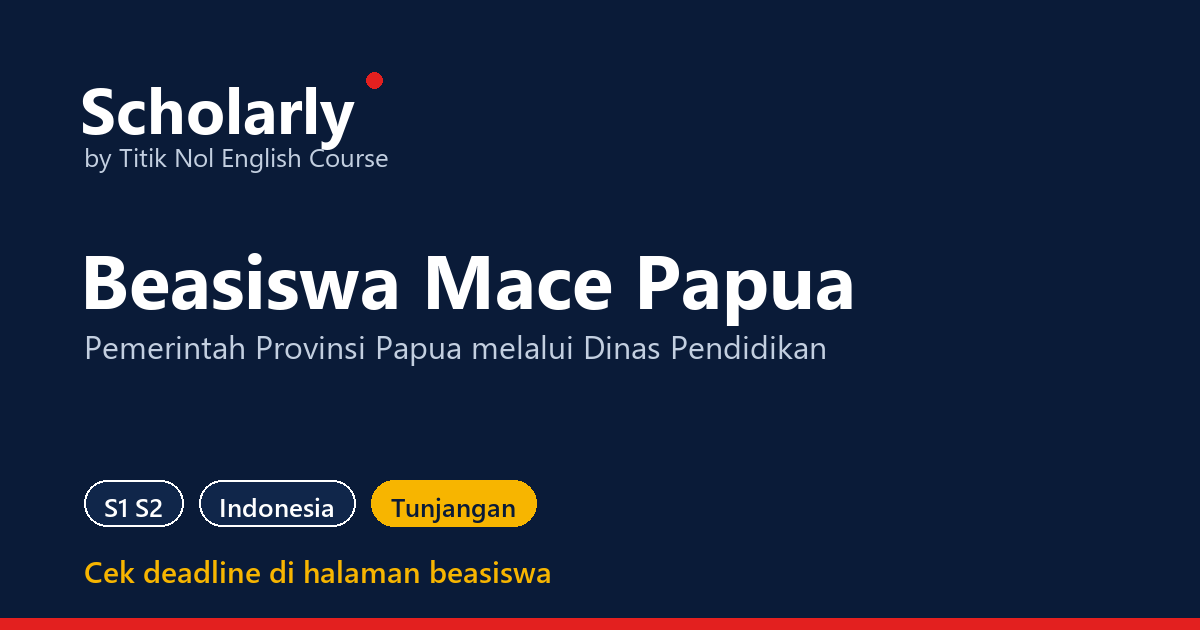 Scholarly
by Titik Nol English Course
Beasiswa Mace Papua
Pemerintah Provinsi Papua melalui Dinas Pendidikan
S1 S2 Indonesia Tunjangan
Cek deadline di halaman beasiswa